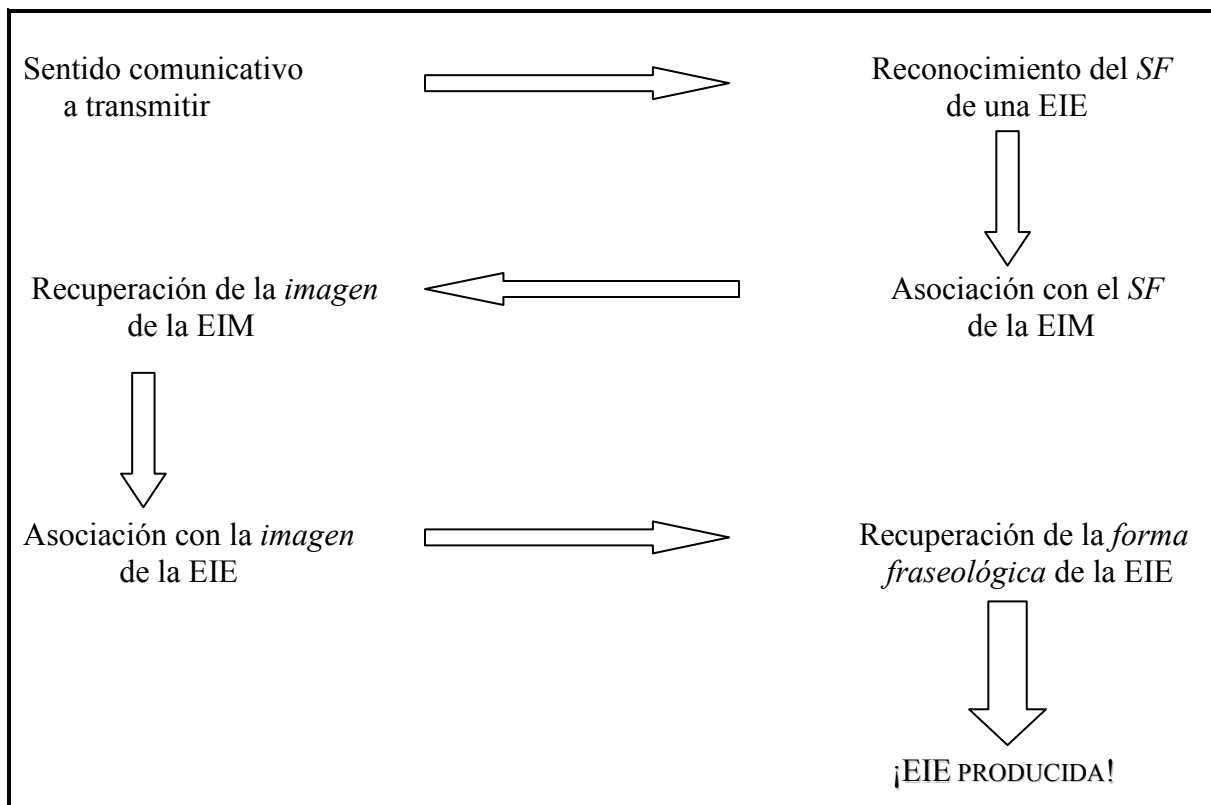 Sentido comunicativo
a transmitir
Reconocimiento del SF
de una EIE
Asociación con el SF
de la EIM
Recuperación de la imagen
de la EIM
Asociación con la imagen
de la EIE
Recuperación de la forma
fraseológica de la EIE
¡EIE PRODUCIDA!